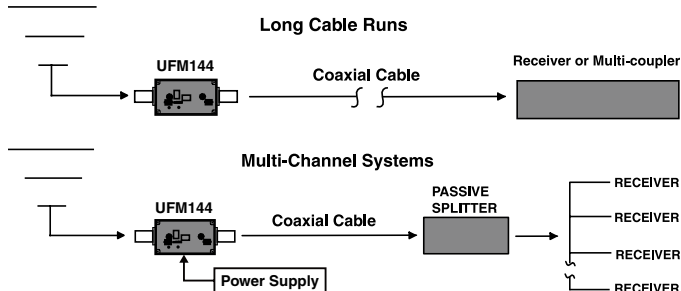 Long Cable Runs
UFM144
Coaxial Cable
Receiver or Multi-coupler
Multi-Channel Systems
UFM144
Coaxial Cable
PASSIVE
SPLITTER
RECEIVER
RECEIVER
RECEIVER
RECEIVER
Power Supply